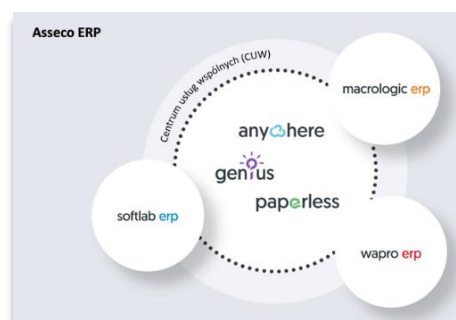 Asseco ERP
Centrum usług wspólnych (CUW)
macrologic erp
anywhere
genius
paperless
softlab erp
wapro erp